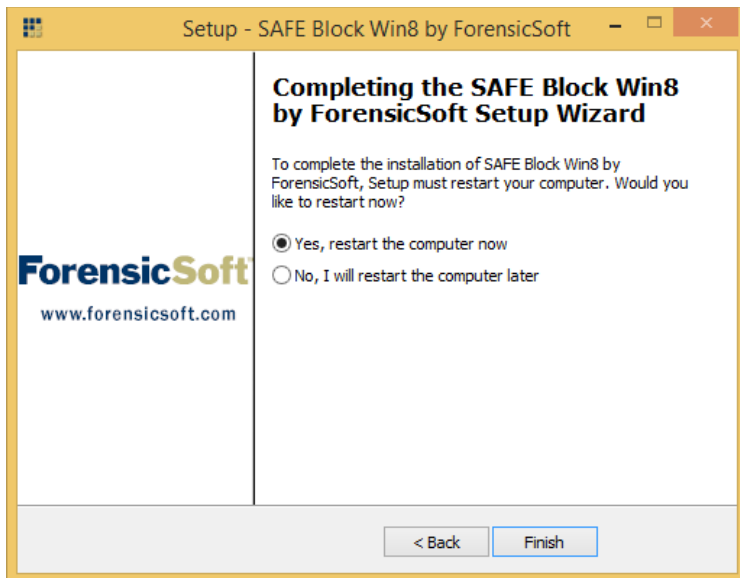 Setup - SAFE Block Win8 by ForensicSoft
Completing the SAFE Block Win8
by ForensicSoft Setup Wizard
To complete the installation of SAFE Block Win8 by
ForensicSoft, Setup must restart your computer. Would you
like to restart now?
Yes, restart the computer now
No, I will restart the computer later
ForensicSoft
www.forensicsoft.com
< Back
Finish